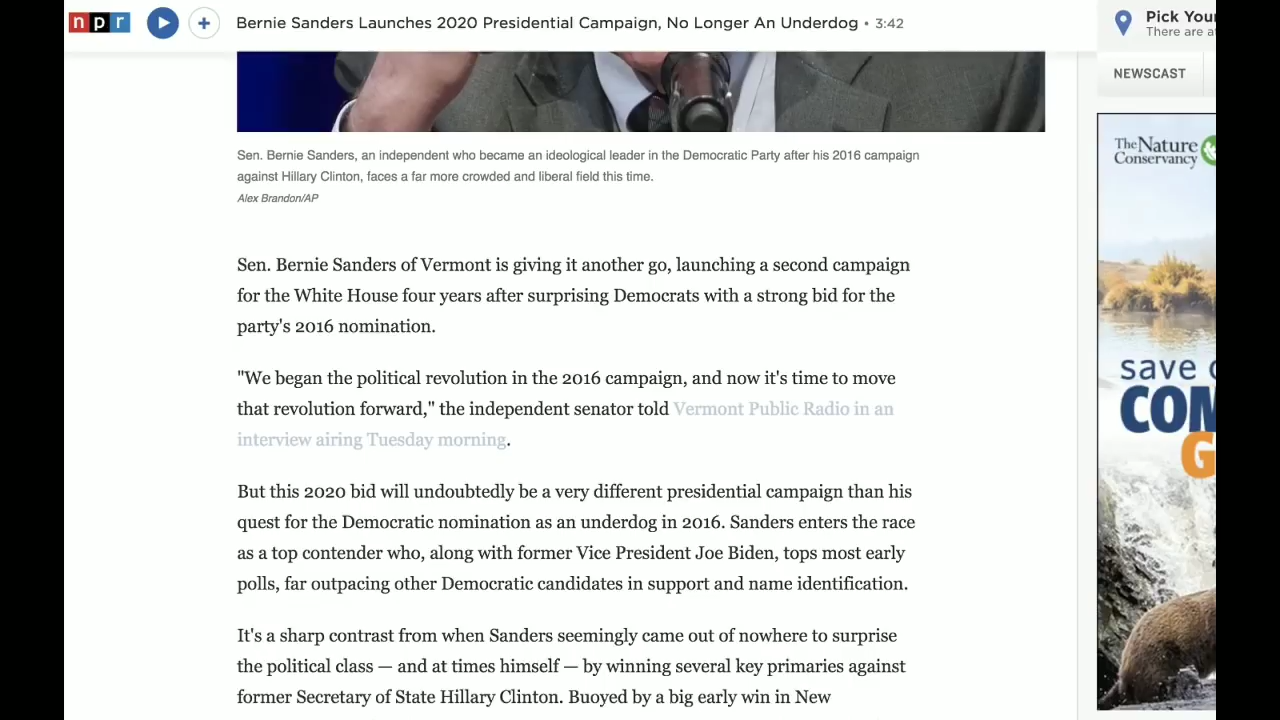 npr
Bernie Sanders Launches 2020 Presidential Campaign, No Longer An Underdog • 3:42
Pick Your
There are a
NEWSCAST
Sen. Bernie Sanders, an independent who became an ideological leader in the Democratic Party after his 2016 campaign
against Hillary Clinton, faces a far more crowded and liberal field this time.
Alex Brandon/AP
Sen. Bernie Sanders of Vermont is giving it another go, launching a second campaign
for the White House four years after surprising Democrats with a strong bid for the
party's 2016 nomination.
"We began the political revolution in the 2016 campaign, and now it's time to move
that revolution forward," the independent senator told Vermont Public Radio in an
interview airing Tuesday morning.
But this 2020 bid will undoubtedly be a very different presidential campaign than his
quest for the Democratic nomination as an underdog in 2016. Sanders enters the race
as a top contender who, along with former Vice President Joe Biden, tops most early
polls, far outpacing other Democratic candidates in support and name identification.
It's a sharp contrast from when Sanders seemingly came out of nowhere to surprise
the political class — and at times himself — by winning several key primaries against
former Secretary of State Hillary Clinton. Buoyed by a big early win in New
The Nature
Conservancy
save
COM
G